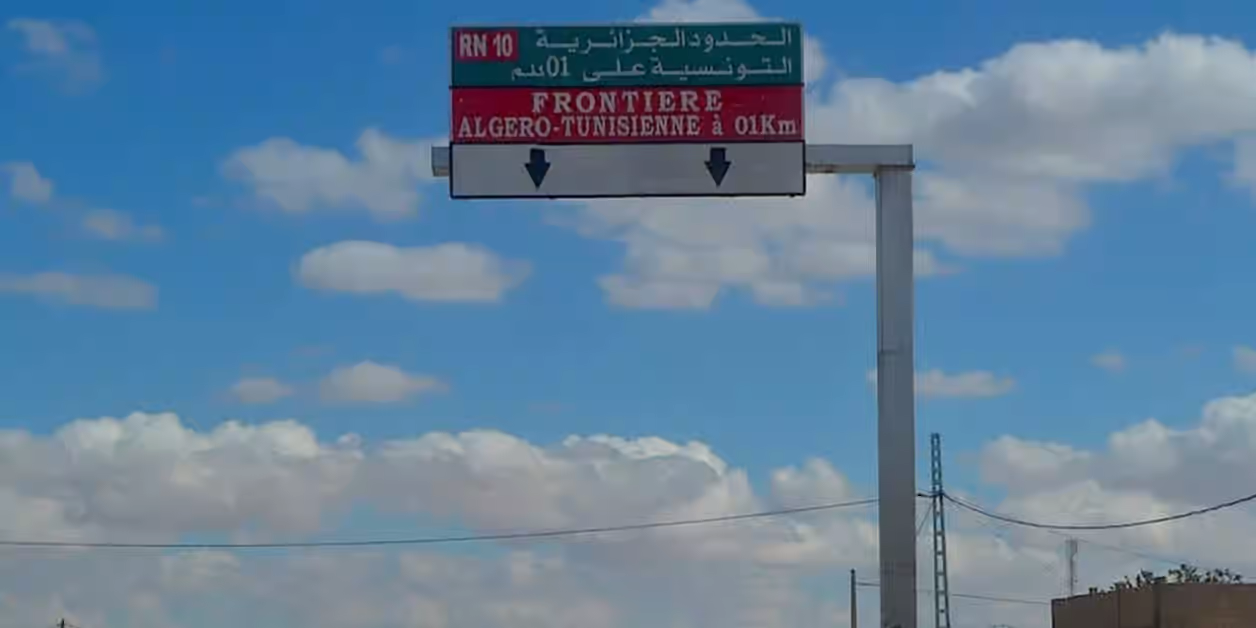 RN 10
الحدود الجزائرية
التونسية على 01كم
FRONTIERE
ALGERO-TUNISIENNE à 01Km